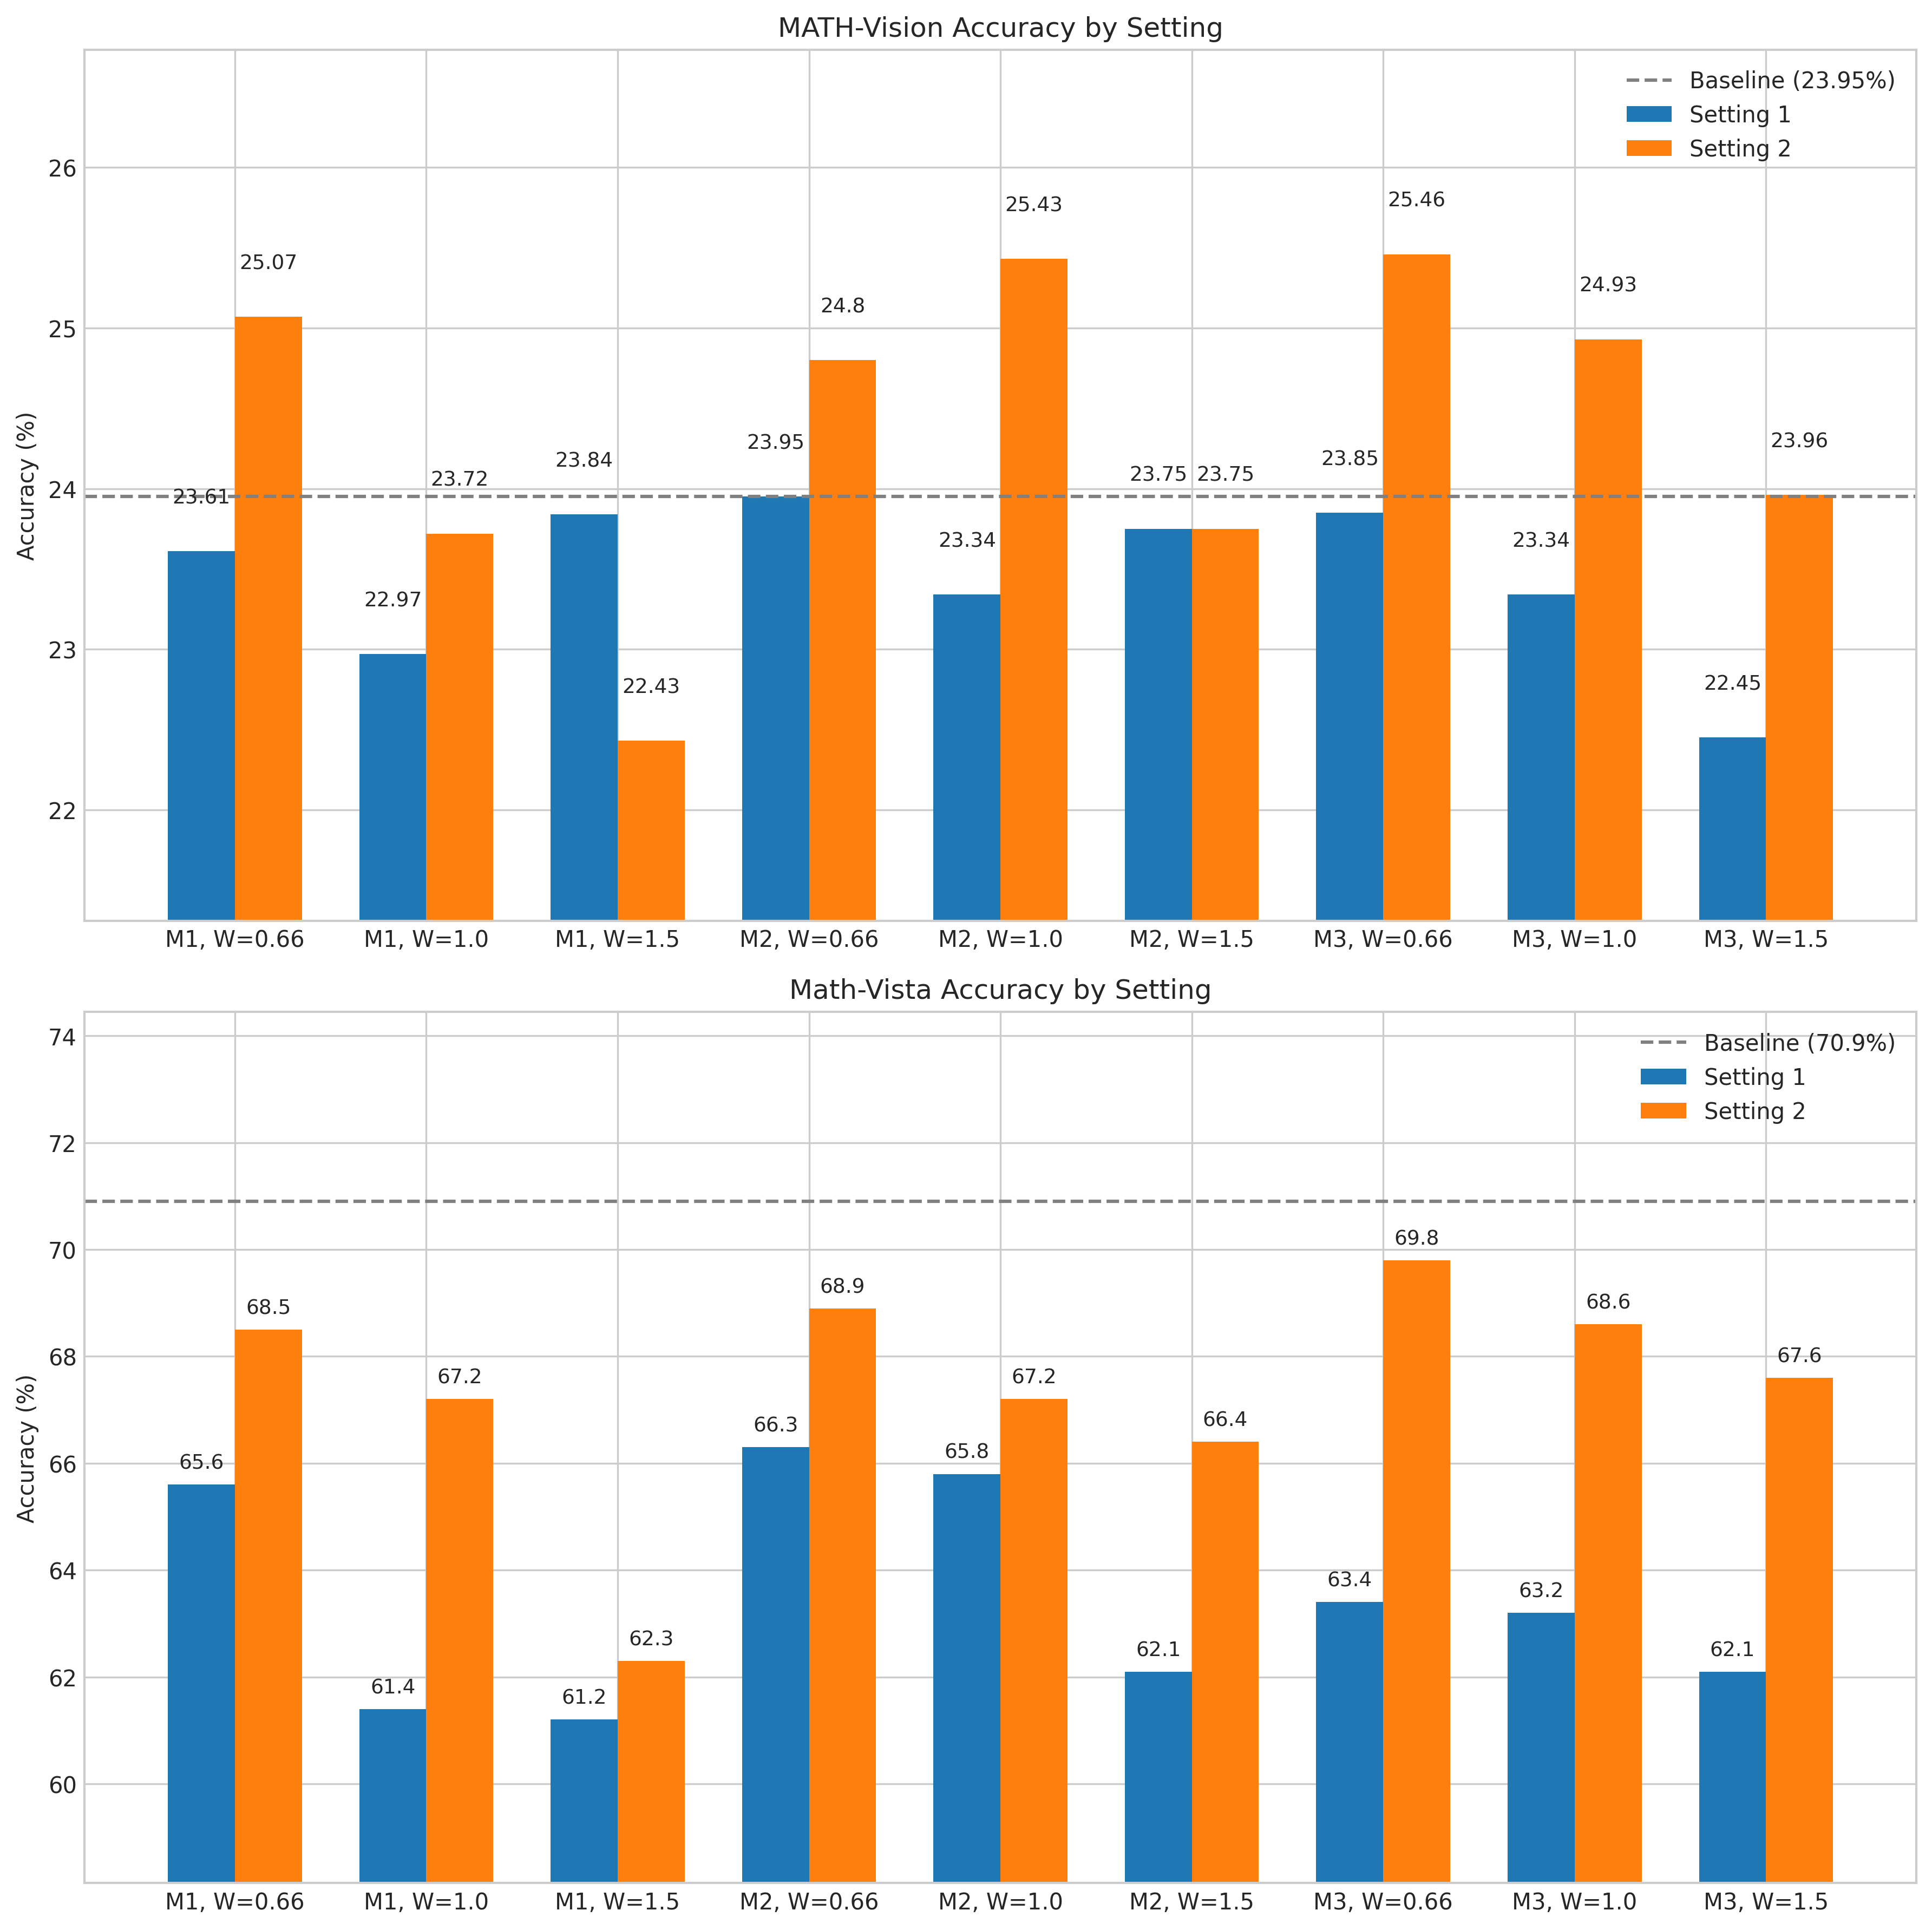 MATH-Vision Accuracy by Setting
Baseline (23.95%)
Setting 1
Setting 2
Accuracy (%)
26
25
24
23
22
23.61
25.07
22.97
23.72
23.84
22.43
23.95
24.8
23.34
25.43
23.75
23.75
23.85
25.46
23.34
24.93
22.45
23.96
M1, W=0.66
M1, W=1.0
M1, W=1.5
M2, W=0.66
M2, W=1.0
M2, W=1.5
M3, W=0.66
M3, W=1.0
M3, W=1.5
Math-Vista Accuracy by Setting
Baseline (70.9%)
Setting 1
Setting 2
Accuracy (%)
74
72
70
68
66
64
62
60
65.6
68.5
61.4
67.2
61.2
62.3
66.3
68.9
65.8
67.2
62.1
66.4
63.4
69.8
63.2
68.6
62.1
67.6
M1, W=0.66
M1, W=1.0
M1, W=1.5
M2, W=0.66
M2, W=1.0
M2, W=1.5
M3, W=0.66
M3, W=1.0
M3, W=1.5